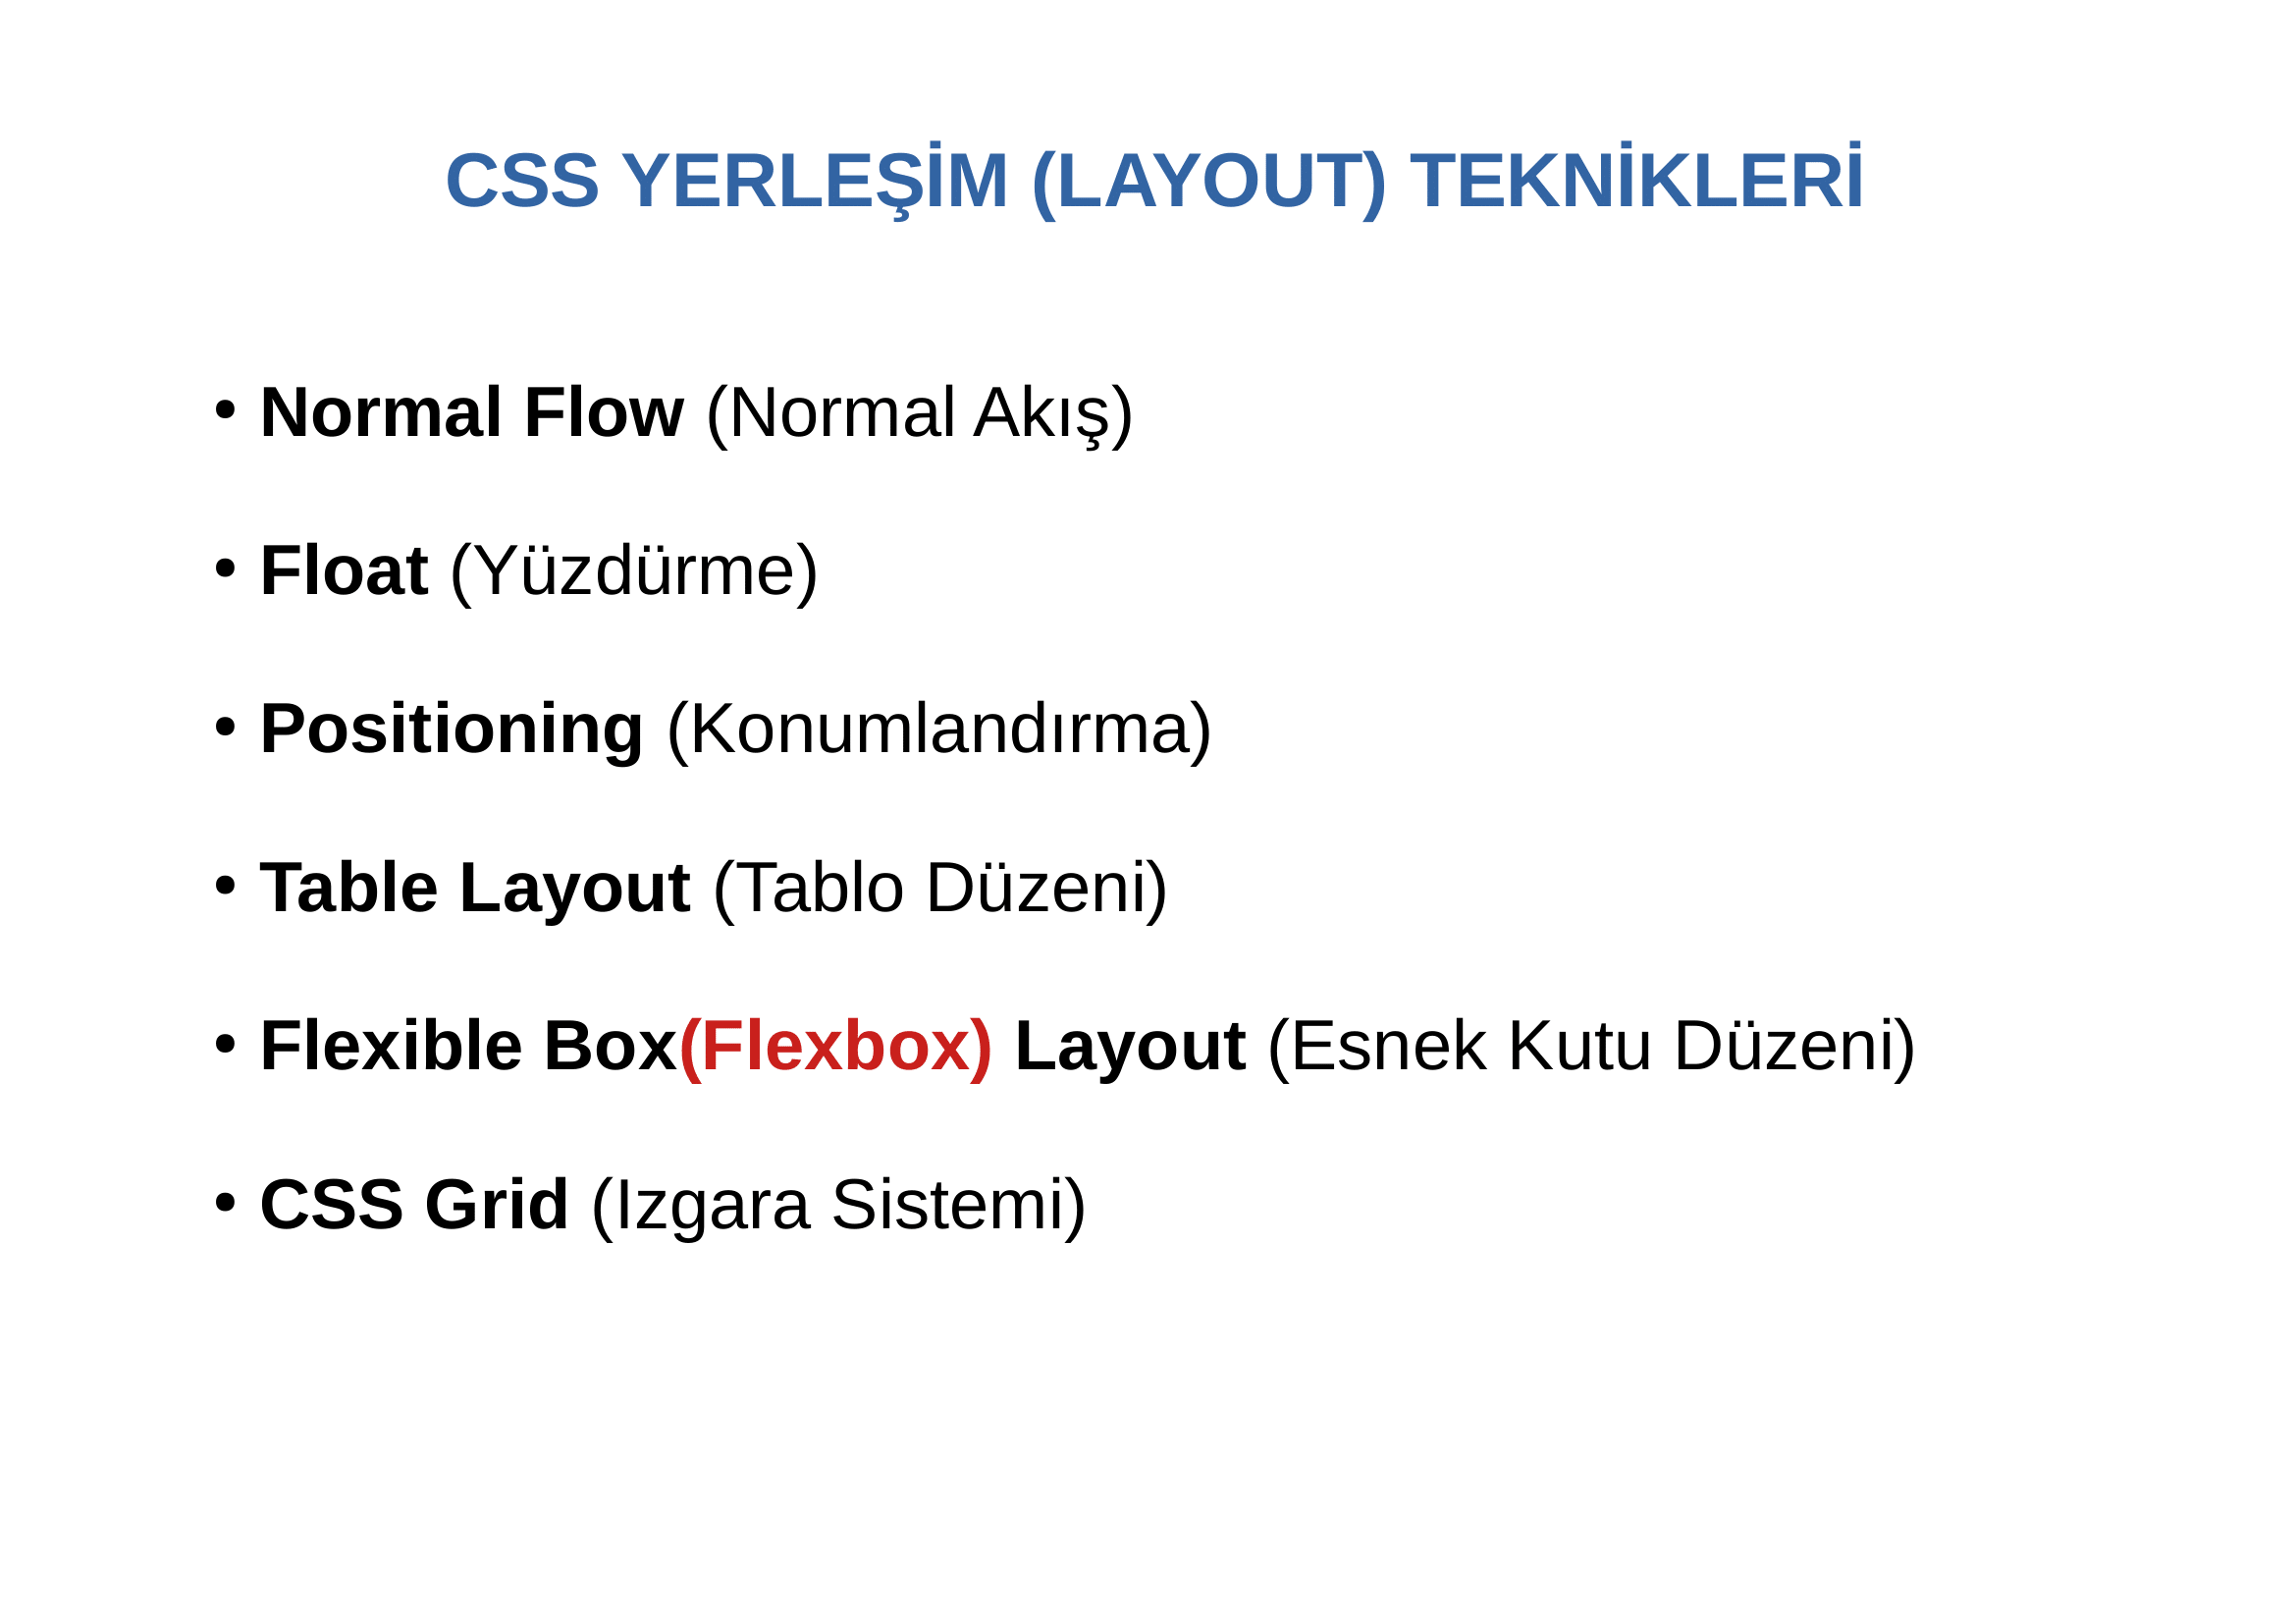 CSS YERLEŞİM (LAYOUT) TEKNİKLERİ
• Normal Flow (Normal Akış)
• Float (Yüzdürme)
• Positioning (Konumlandırma)
• Table Layout (Tablo Düzeni)
• Flexible Box(Flexbox) Layout (Esnek Kutu Düzeni)
• CSS Grid (Izgara Sistemi)